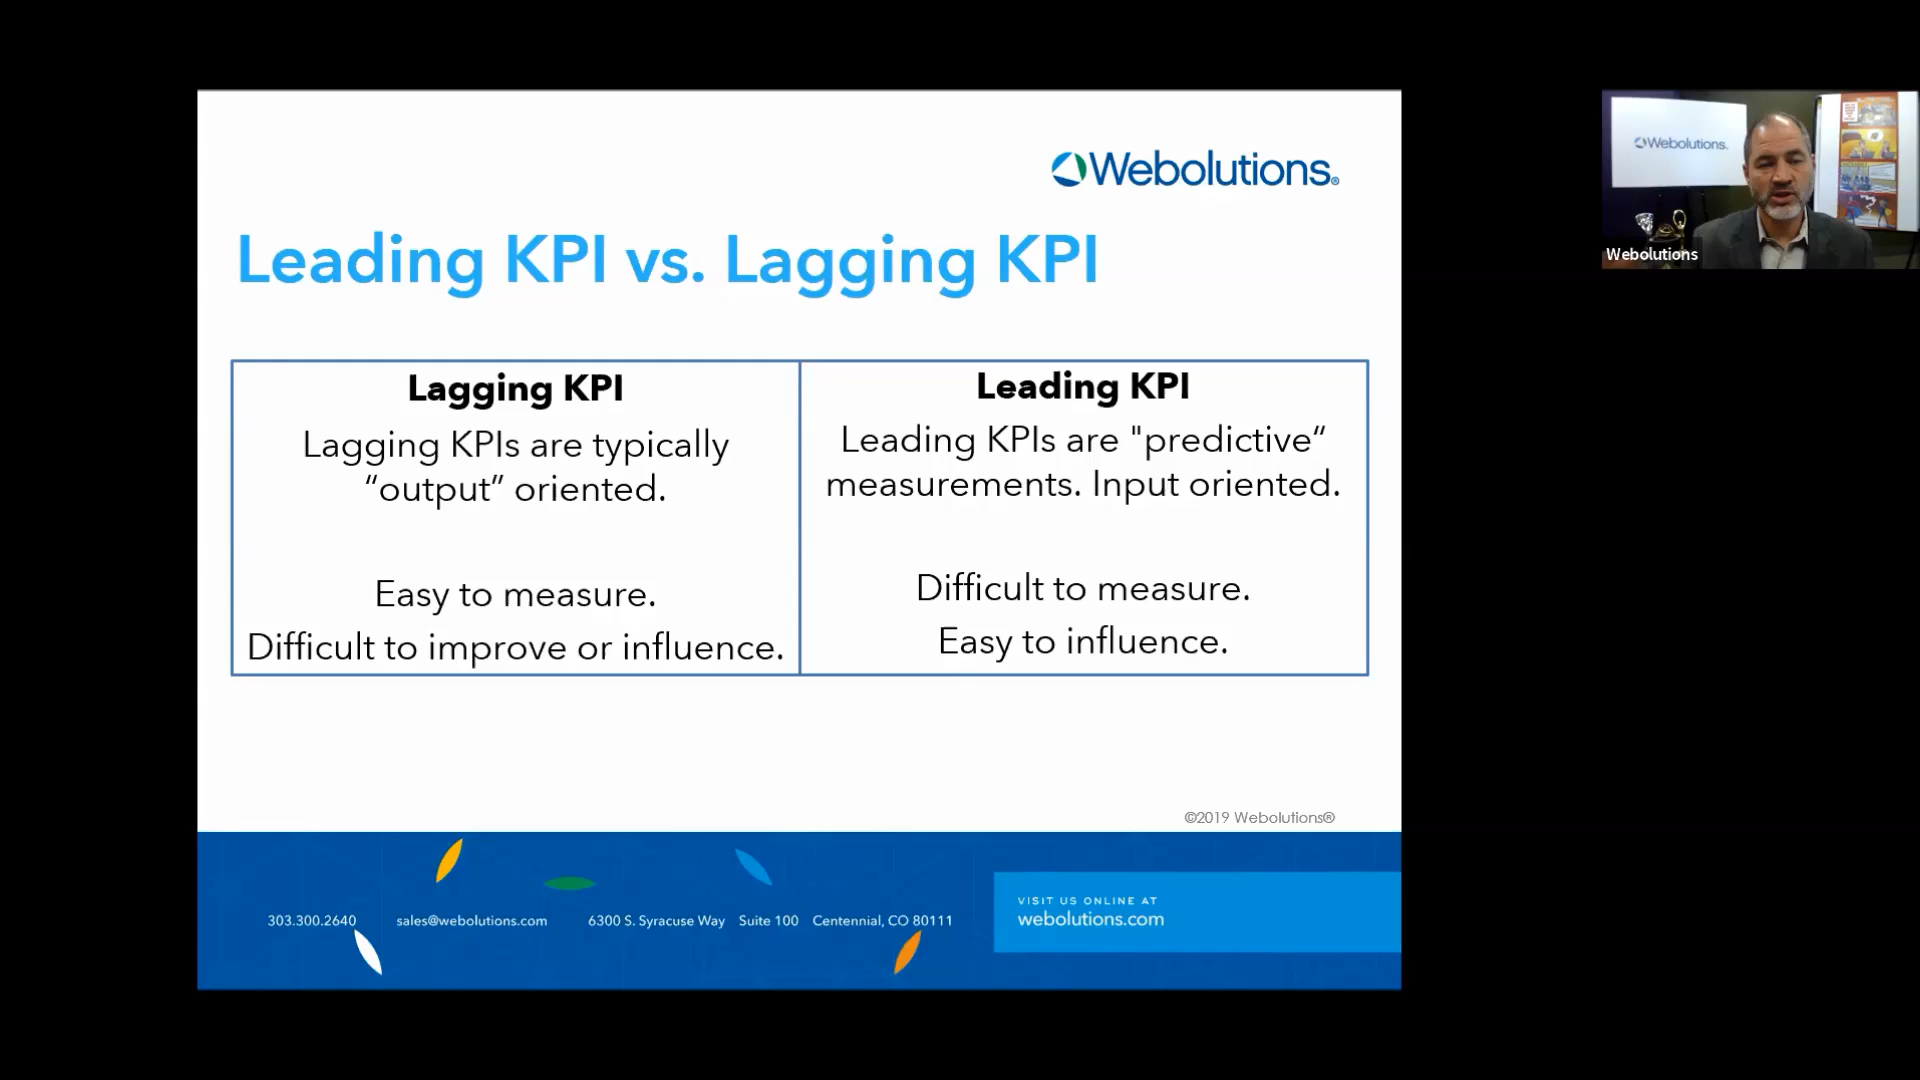 Webolutions®
Leading KPI vs. Lagging KPI
Lagging KPI
Lagging KPIs are typically
“output” oriented.
Easy to measure.
Difficult to improve or influence.
Leading KPI
Leading KPIs are "predictive”
measurements. Input oriented.
Difficult to measure.
Easy to influence.
©2019 Webolutions®
303.300.2640 sales@webolutions.com 6300 S. Syracuse Way Suite 100 Centennial, CO 80111
VISIT US ONLINE AT
webolutions.com
Webolutions.
Webolutions